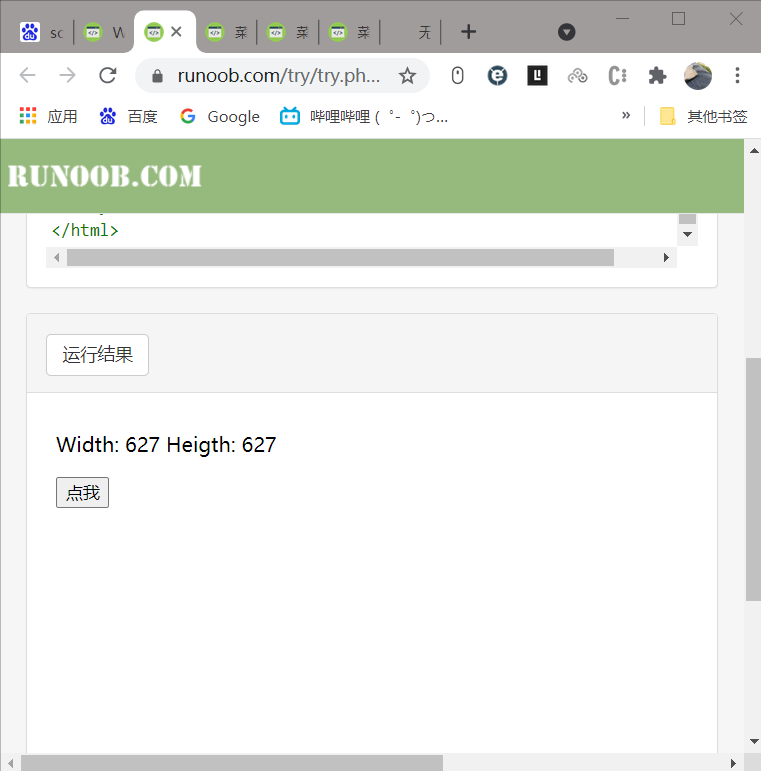 sc
W
菜
菜
菜
无
runoob.com/try/try.ph...
应用
百度
Google
哔哩哔哩 (゜-゜)つ...
»
其他书签
RUNOOB.COM
</html>
运行结果
Width: 627 Heigth: 627
点我